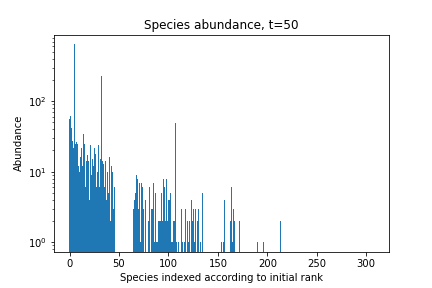 Species abundance, t=50
Abundance
10²
10¹
10⁰
0 50 100 150 200 250 300
Species indexed according to initial rank